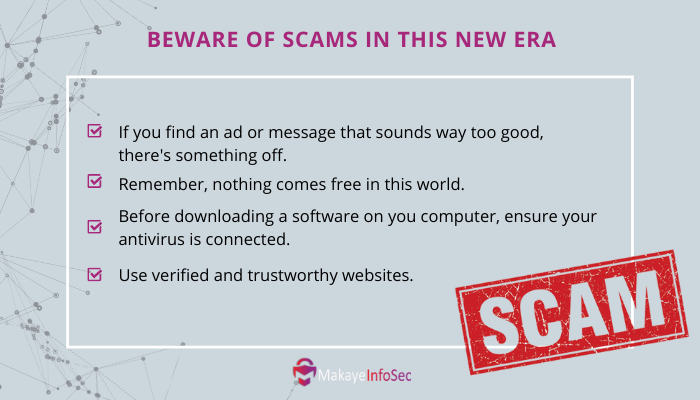 BEWARE OF SCAMS IN THIS NEW ERA
If you find an ad or message that sounds way too good,
there's something off.
Remember, nothing comes free in this world.
Before downloading a software on you computer, ensure your
antivirus is connected.
Use verified and trustworthy websites.
SCAM
MakayeInfoSec